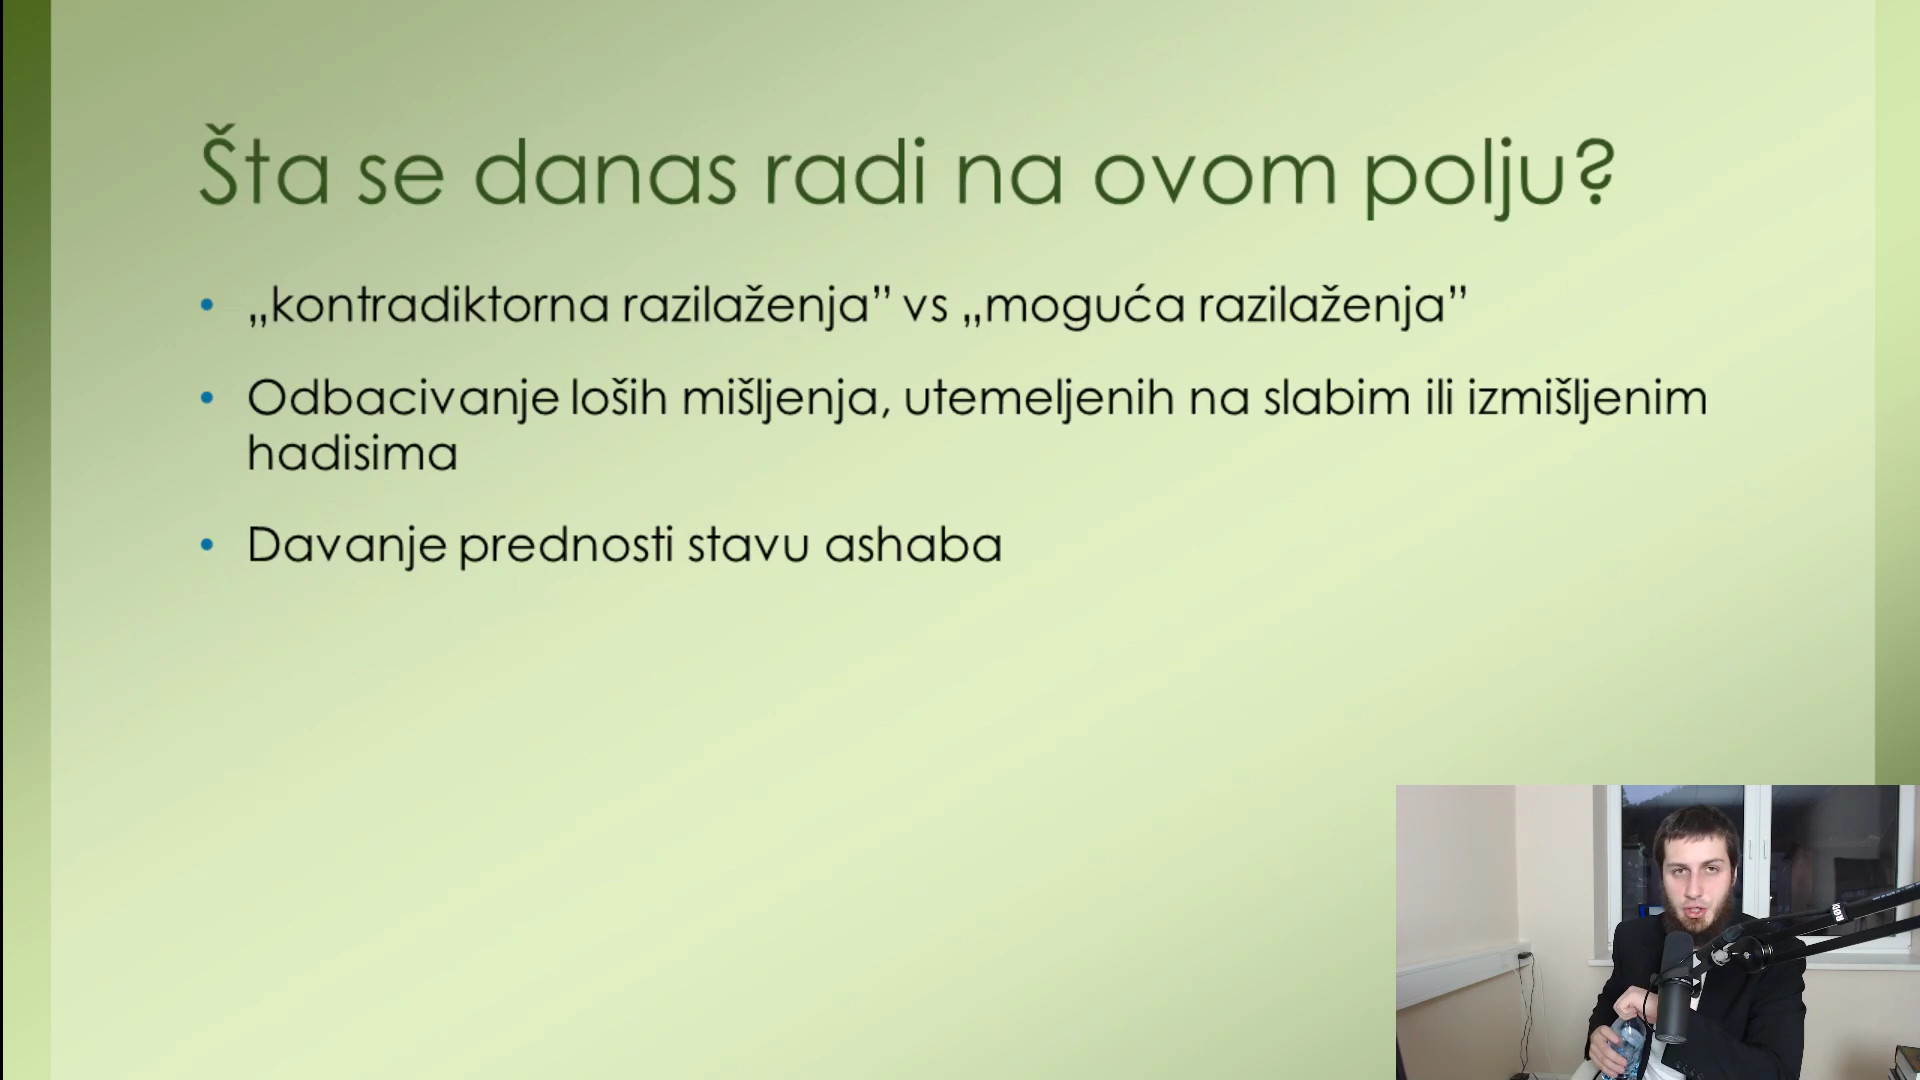 Šta se danas radi na ovom polju?
• „kontradiktorna razilaženja” vs „moguća razilaženja”
• Odbacivanje loših mišljenja, utemeljenih na slabim ili izmišljenim
hadisima
• Davanje prednosti stavu ashaba